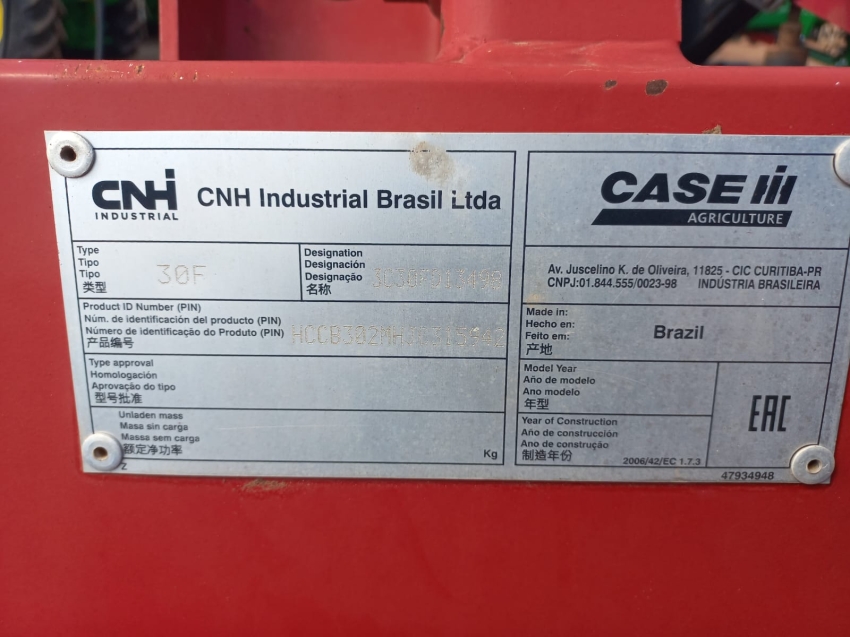 CNH
INDUSTRIAL
CNH Industrial Brasil Ltda
CASE IH
AGRICULTURE
Type
Tipo
Tipo
类型
30F
Designation
Designación
Designação
名称
Av. Juscelino K. de Oliveira, 11825 - CIC CURITIBA-PR
CNPJ:01.844.555/0023-98 INDÚSTRIA BRASILEIRA
Product ID Number (PIN)
Núm. de identificación del producto (PIN)
Número de identificação do Produto (PIN)
产品编号
Made in:
Hecho en:
Feito em:
产地
Brazil
Type approval
Homologación
Aprovação do tipo
型号批准
Model Year
Año de modelo
Ano modelo
年型
EAC
Unladen mass
Masa sin carga
Massa sem carga
额定净功率
Kg
Year of Construction
Año de construcción
Ano de construção
制造年份
2006/42/EC 1.7.3
Z
47934948